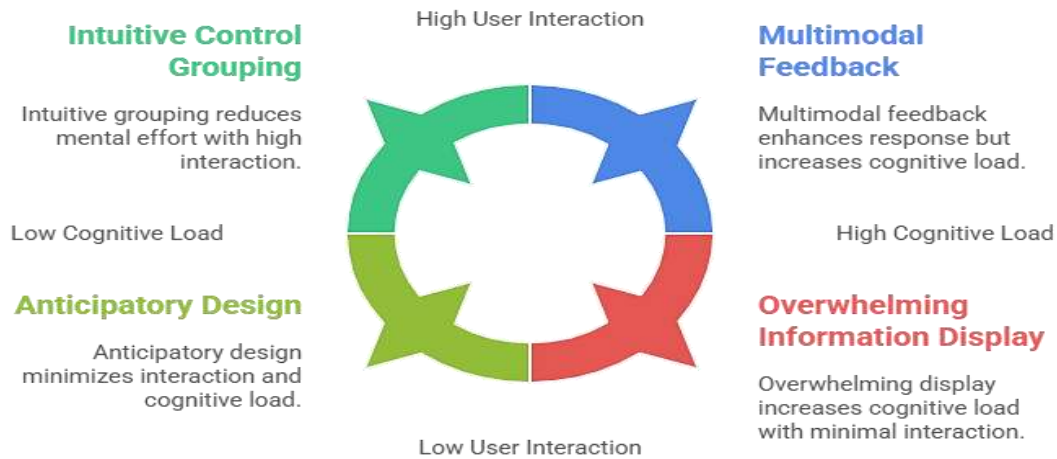 High User Interaction
Intuitive Control
Grouping
Intuitive grouping reduces
mental effort with high
interaction.
Multimodal
Feedback
Multimodal feedback
enhances response but
increases cognitive load.
Low Cognitive Load
High Cognitive Load
Anticipatory Design
Anticipatory design
minimizes interaction and
cognitive load.
Overwhelming
Information Display
Overwhelming display
increases cognitive load
with minimal interaction.
Low User Interaction